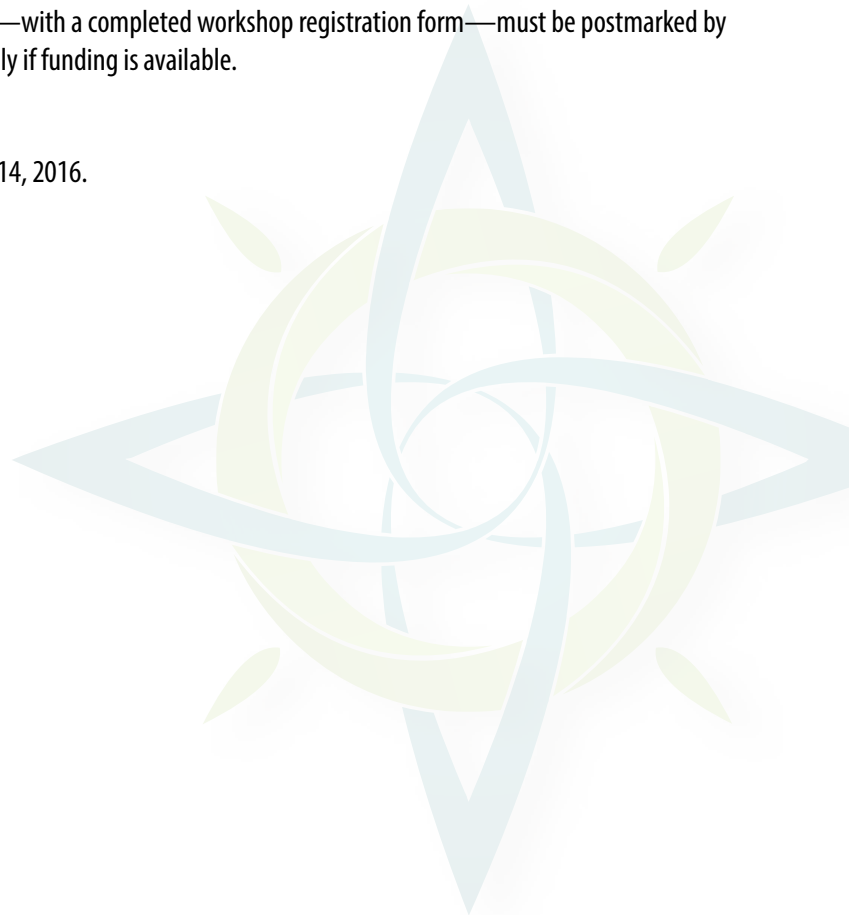 —with a completed workshop registration form—must be postmarked by
ly if funding is available.
14, 2016.